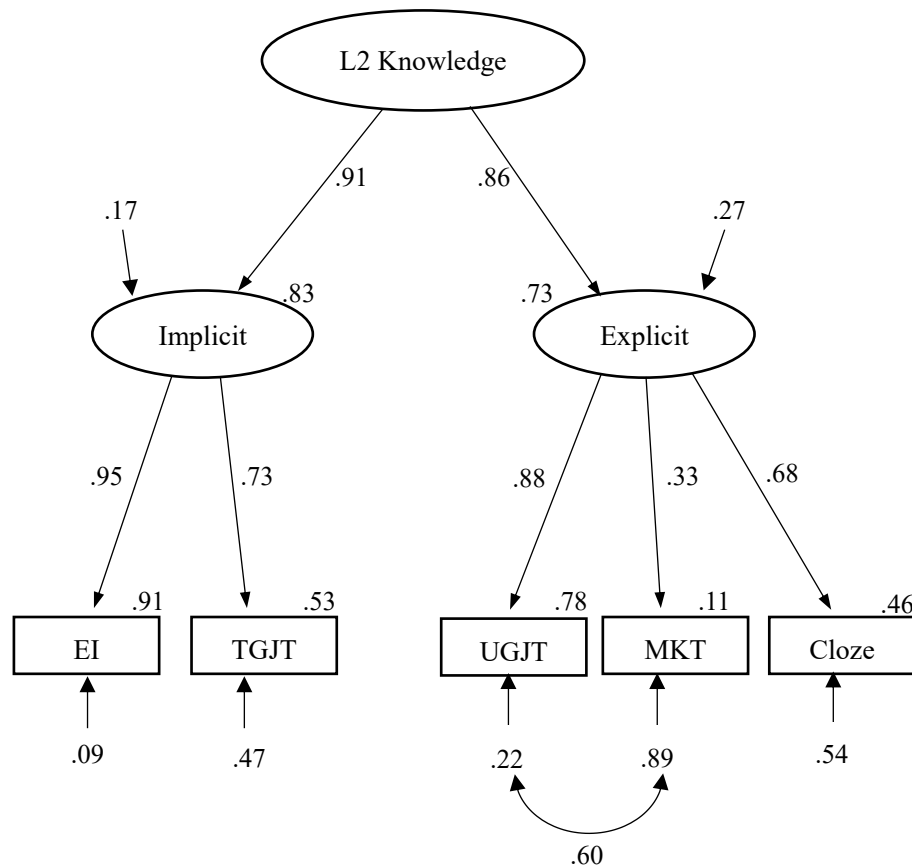 L2 Knowledge
.91
.86
.17
.27
.83
.73
Implicit
Explicit
.95
.73
.88
.33
.68
.91
.53
.78
.11
.46
EI
TGJT
UGJT
MKT
Cloze
.09
.47
.22
.89
.54
.60